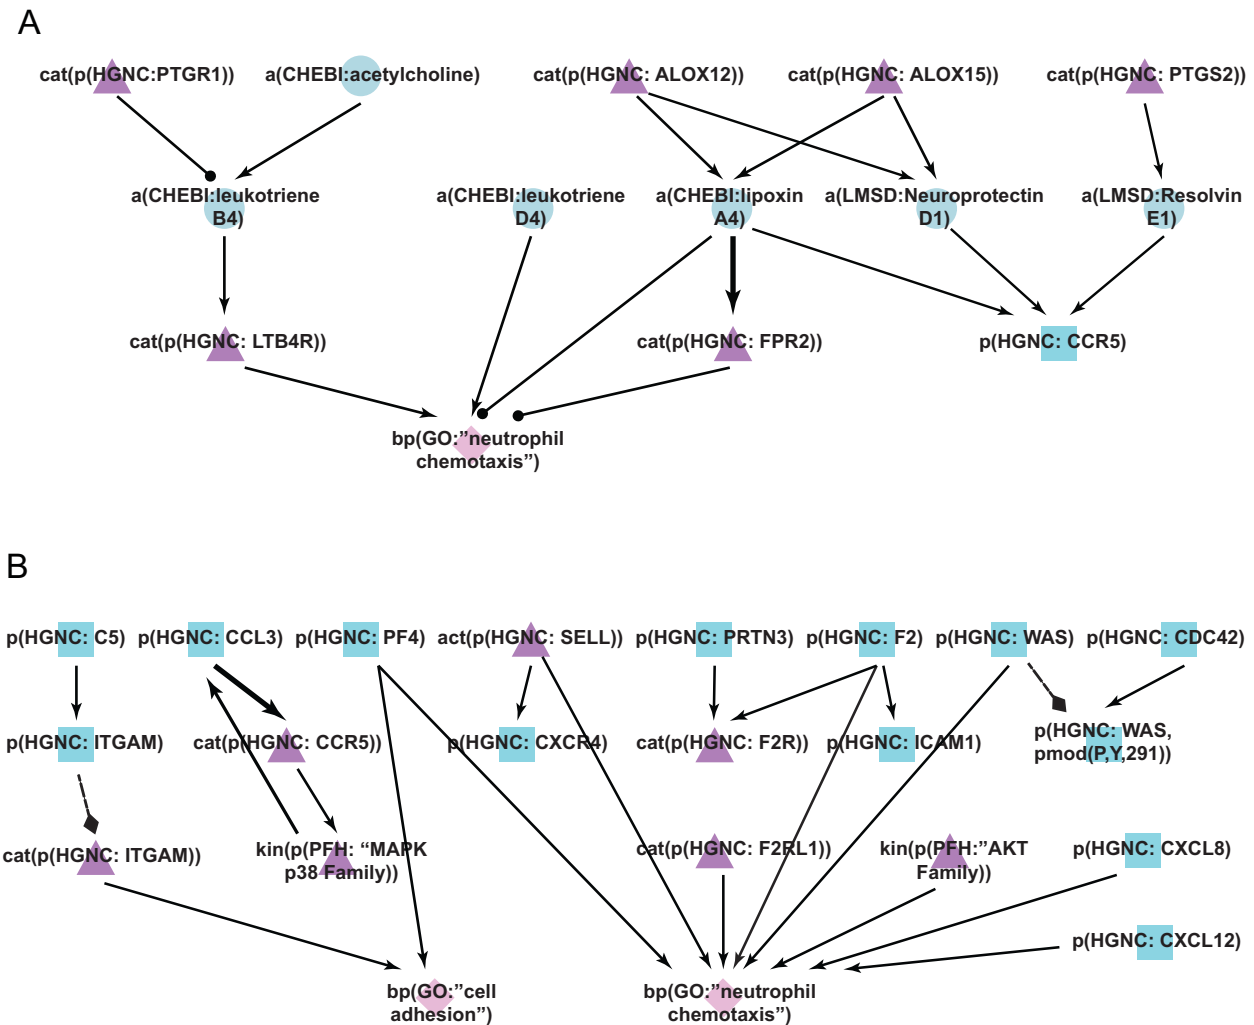 A
cat(p(HGNC:PTGR1)) a(CHEBI:acetylcholine) cat(p(HGNC: ALOX12)) cat(p(HGNC: ALOX15)) cat(p(HGNC: PTGS2))
a(CHEBI:leukotriene
B4)
a(CHEBI:leukotriene
D4)
a(CHEBI:lipoxin
A4)
a(LMSD:Neuroprotectin
D1)
a(LMSD:Resolvin
E1)
cat(p(HGNC: LTB4R)) cat(p(HGNC: FPR2)) p(HGNC: CCR5)
bp(GO:”neutrophil
chemotaxis”)
B
p(HGNC: C5) p(HGNC: CCL3) p(HGNC: PF4) act(p(HGNC: SELL)) p(HGNC: PRTN3) p(HGNC: F2) p(HGNC: WAS) p(HGNC: CDC42)
p(HGNC: ITGAM) cat(p(HGNC: CCR5)) p(HGNC: CXCR4) cat(p(HGNC: F2R)) p(HGNC: ICAM1)
p(HGNC: WAS,
pmod(P,Y,291))
cat(p(HGNC: ITGAM))
kin(p(PFH: “MAPK
p38 Family))
cat(p(HGNC: F2RL1))
kin(p(PFH:”AKT
Family))
p(HGNC: CXCL8)
p(HGNC: CXCL12)
bp(GO:”cell
adhesion”)
bp(GO:”neutrophil
chemotaxis”)